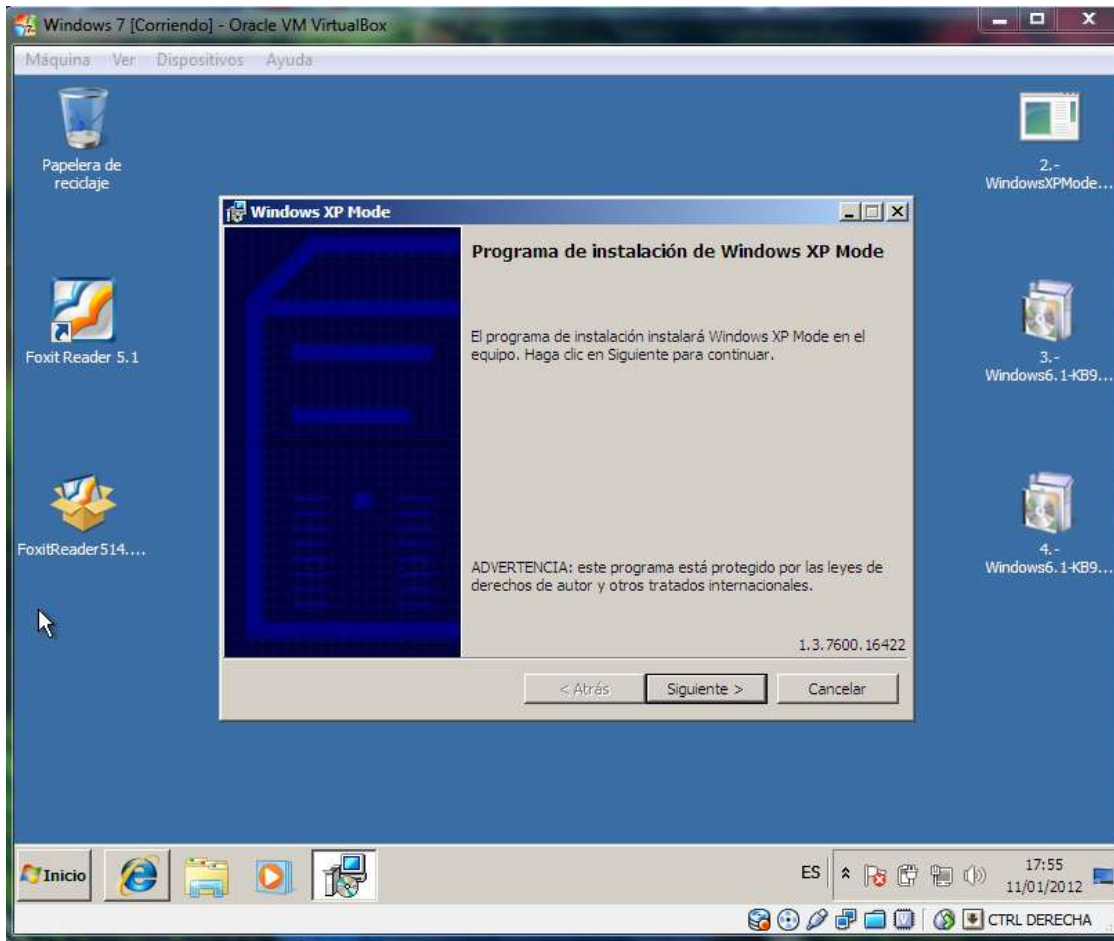 Windows 7 [Corriendo] - Oracle VM VirtualBox
Máquina Ver Dispositivos Ayuda
Papelera de
reciclaje
2.-
WindowsXPMode...
Windows XP Mode
Programa de instalación de Windows XP Mode
El programa de instalación instalará Windows XP Mode en el
equipo. Haga clic en Siguiente para continuar.
Foxit Reader 5.1
3.-
Windows6.1-KB9...
FoxitReader514....
4.-
Windows6.1-KB9...
ADVERTENCIA: este programa está protegido por las leyes de
derechos de autor y otros tratados internacionales.
1.3.7600.16422
< Atrás Siguiente > Cancelar
Inicio
ES
17:55
11/01/2012
CTRL DERECHA